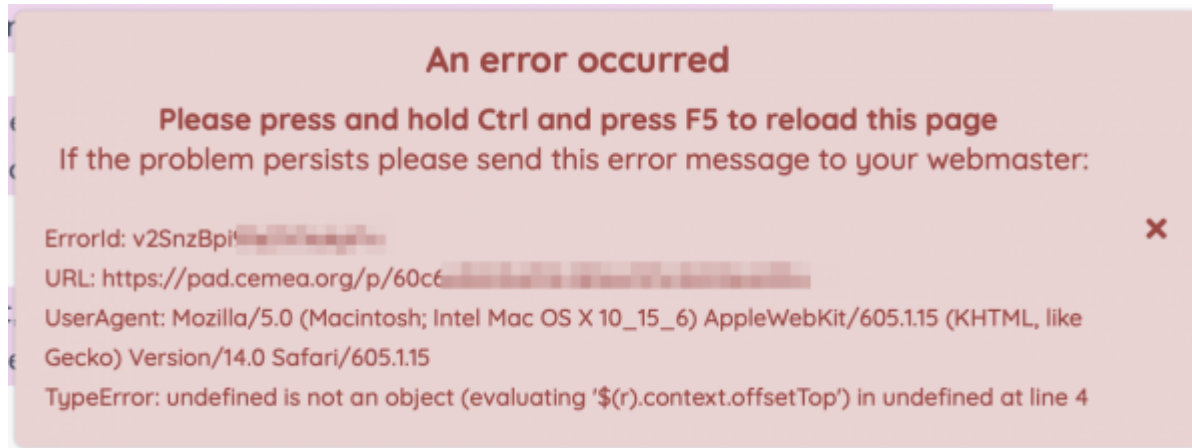 An error occurred
Please press and hold Ctrl and press F5 to reload this page
If the problem persists please send this error message to your webmaster:
ErrorId: v2SnzBpi
URL: https://pad.cemea.org/p/60c6
UserAgent: Mozilla/5.0 (Macintosh; Intel Mac OS X 10_15_6) AppleWebKit/605.1.15 (KHTML, like
Gecko) Version/14.0 Safari/605.1.15
TypeError: undefined is not an object (evaluating '$(r).context.offsetTop') in undefined at line 4